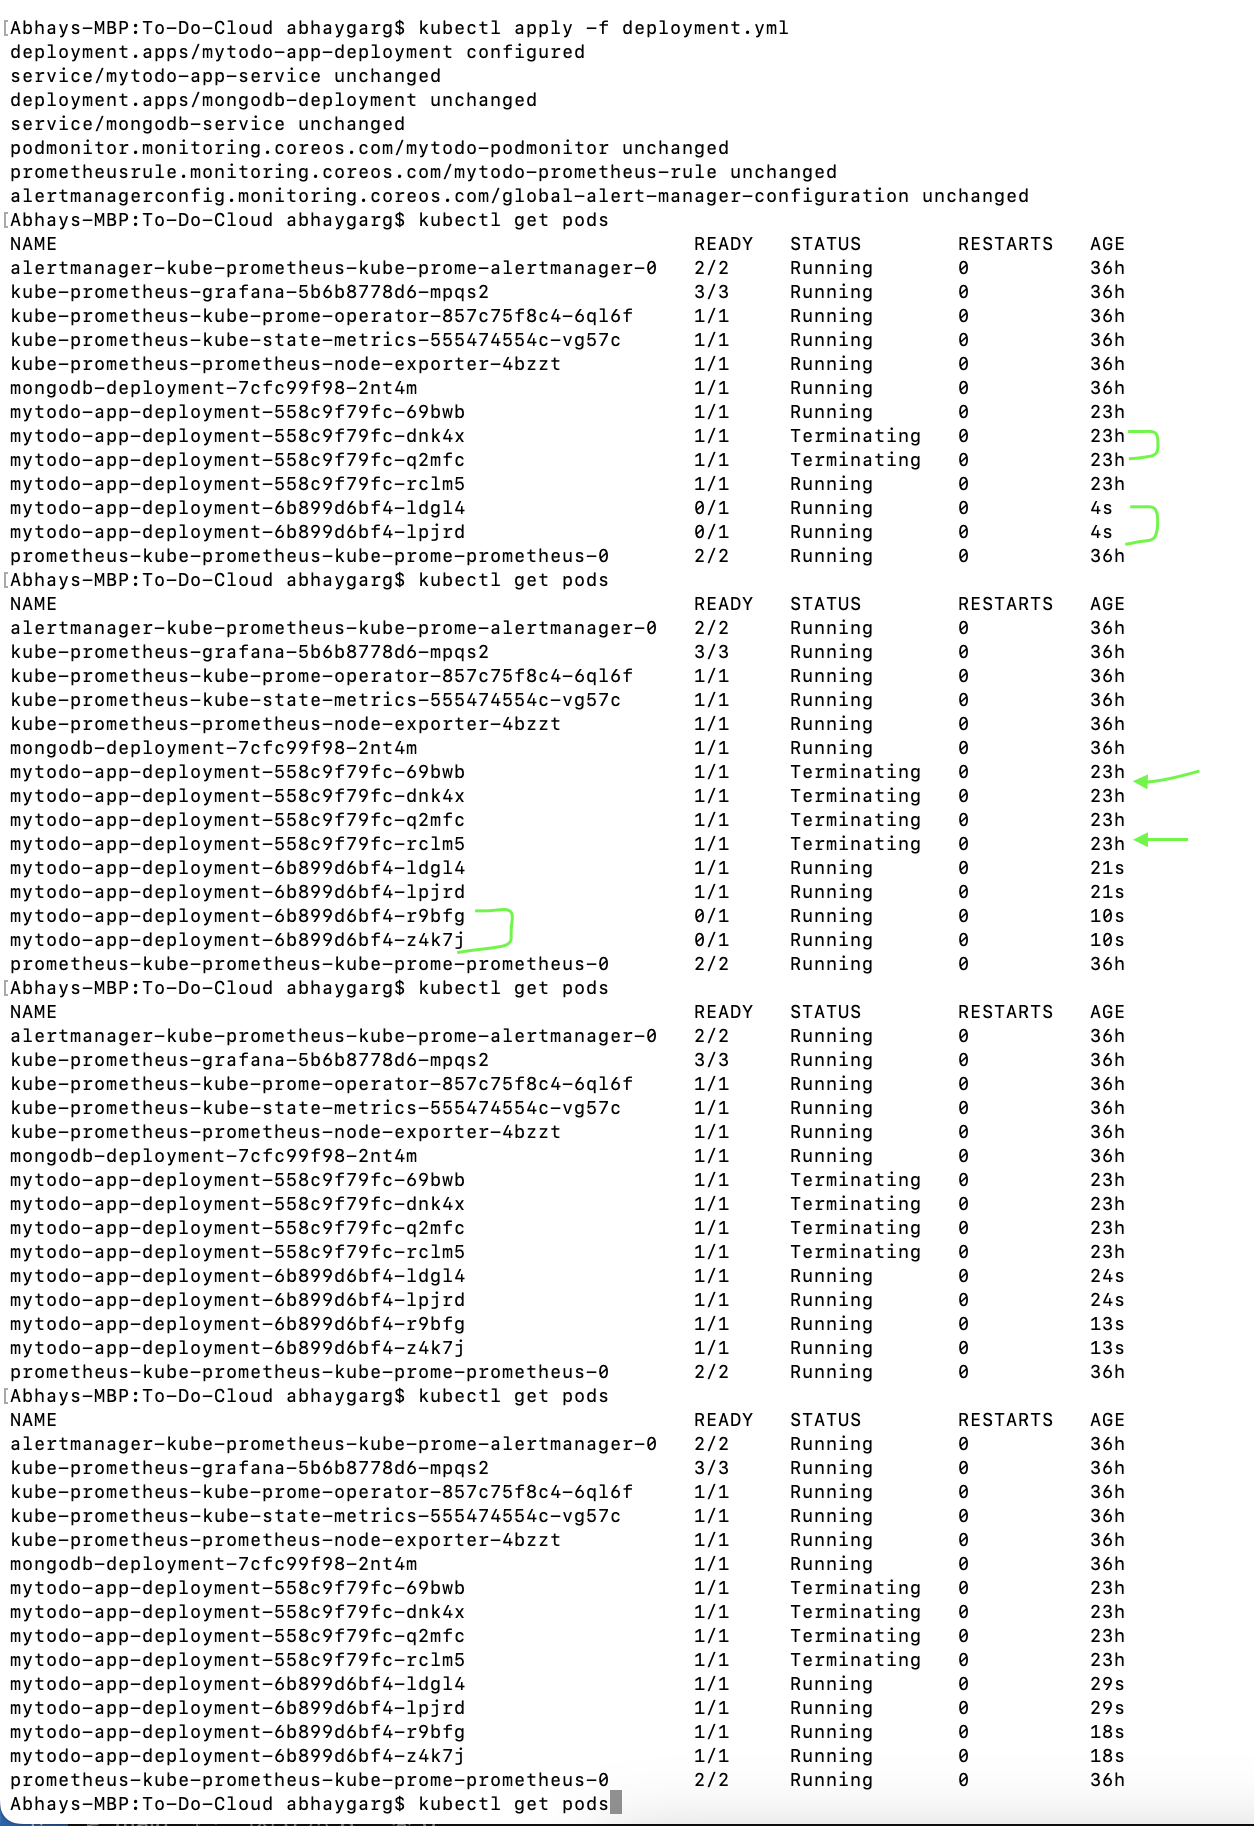 [Abhays-MBP:To-Do-Cloud abhaygarg$ kubectl apply -f deployment.yml
deployment.apps/mytodo-app-deployment configured
service/mytodo-app-service unchanged
deployment.apps/mongodb-deployment unchanged
service/mongodb-service unchanged
podmonitor.monitoring.coreos.com/mytodo-podmonitor unchanged
prometheusrule.monitoring.coreos.com/mytodo-prometheus-rule unchanged
alertmanagerconfig.monitoring.coreos.com/global-alert-manager-configuration unchanged
[Abhays-MBP:To-Do-Cloud abhaygarg$ kubectl get pods
NAME READY STATUS RESTARTS AGE
alertmanager-kube-prometheus-kube-prome-alertmanager-0 2/2 Running 0 36h
kube-prometheus-grafana-5b6b8778d6-mpqs2 3/3 Running 0 36h
kube-prometheus-kube-prome-operator-857c75f8c4-6ql6f 1/1 Running 0 36h
kube-prometheus-kube-state-metrics-555474554c-vg57c 1/1 Running 0 36h
kube-prometheus-prometheus-node-exporter-4bzzt 1/1 Running 0 36h
mongodb-deployment-7cfc99f98-2nt4m 1/1 Running 0 36h
mytodo-app-deployment-558c9f79fc-69bwb 1/1 Running 0 23h
mytodo-app-deployment-558c9f79fc-dnk4x 1/1 Terminating 0 23h
mytodo-app-deployment-558c9f79fc-q2mfc 1/1 Terminating 0 23h
mytodo-app-deployment-558c9f79fc-rclm5 1/1 Running 0 23h
mytodo-app-deployment-6b899d6bf4-ldgl4 0/1 Running 0 4s
mytodo-app-deployment-6b899d6bf4-lpjrd 0/1 Running 0 4s
prometheus-kube-prometheus-kube-prome-prometheus-0 2/2 Running 0 36h
[Abhays-MBP:To-Do-Cloud abhaygarg$ kubectl get pods
NAME READY STATUS RESTARTS AGE
alertmanager-kube-prometheus-kube-prome-alertmanager-0 2/2 Running 0 36h
kube-prometheus-grafana-5b6b8778d6-mpqs2 3/3 Running 0 36h
kube-prometheus-kube-prome-operator-857c75f8c4-6ql6f 1/1 Running 0 36h
kube-prometheus-kube-state-metrics-555474554c-vg57c 1/1 Running 0 36h
kube-prometheus-prometheus-node-exporter-4bzzt 1/1 Running 0 36h
mongodb-deployment-7cfc99f98-2nt4m 1/1 Running 0 36h
mytodo-app-deployment-558c9f79fc-69bwb 1/1 Terminating 0 23h
mytodo-app-deployment-558c9f79fc-dnk4x 1/1 Terminating 0 23h
mytodo-app-deployment-558c9f79fc-q2mfc 1/1 Terminating 0 23h
mytodo-app-deployment-558c9f79fc-rclm5 1/1 Terminating 0 23h
mytodo-app-deployment-6b899d6bf4-ldgl4 1/1 Running 0 21s
mytodo-app-deployment-6b899d6bf4-lpjrd 1/1 Running 0 21s
mytodo-app-deployment-6b899d6bf4-r9bfg 0/1 Running 0 10s
mytodo-app-deployment-6b899d6bf4-z4k7j 0/1 Running 0 10s
prometheus-kube-prometheus-kube-prome-prometheus-0 2/2 Running 0 36h
[Abhays-MBP:To-Do-Cloud abhaygarg$ kubectl get pods
NAME READY STATUS RESTARTS AGE
alertmanager-kube-prometheus-kube-prome-alertmanager-0 2/2 Running 0 36h
kube-prometheus-grafana-5b6b8778d6-mpqs2 3/3 Running 0 36h
kube-prometheus-kube-prome-operator-857c75f8c4-6ql6f 1/1 Running 0 36h
kube-prometheus-kube-state-metrics-555474554c-vg57c 1/1 Running 0 36h
kube-prometheus-prometheus-node-exporter-4bzzt 1/1 Running 0 36h
mongodb-deployment-7cfc99f98-2nt4m 1/1 Running 0 36h
mytodo-app-deployment-558c9f79fc-69bwb 1/1 Terminating 0 23h
mytodo-app-deployment-558c9f79fc-dnk4x 1/1 Terminating 0 23h
mytodo-app-deployment-558c9f79fc-q2mfc 1/1 Terminating 0 23h
mytodo-app-deployment-558c9f79fc-rclm5 1/1 Terminating 0 23h
mytodo-app-deployment-6b899d6bf4-ldgl4 1/1 Running 0 24s
mytodo-app-deployment-6b899d6bf4-lpjrd 1/1 Running 0 24s
mytodo-app-deployment-6b899d6bf4-r9bfg 1/1 Running 0 13s
mytodo-app-deployment-6b899d6bf4-z4k7j 1/1 Running 0 13s
prometheus-kube-prometheus-kube-prome-prometheus-0 2/2 Running 0 36h
[Abhays-MBP:To-Do-Cloud abhaygarg$ kubectl get pods
NAME READY STATUS RESTARTS AGE
alertmanager-kube-prometheus-kube-prome-alertmanager-0 2/2 Running 0 36h
kube-prometheus-grafana-5b6b8778d6-mpqs2 3/3 Running 0 36h
kube-prometheus-kube-prome-operator-857c75f8c4-6ql6f 1/1 Running 0 36h
kube-prometheus-kube-state-metrics-555474554c-vg57c 1/1 Running 0 36h
kube-prometheus-prometheus-node-exporter-4bzzt 1/1 Running 0 36h
mongodb-deployment-7cfc99f98-2nt4m 1/1 Running 0 36h
mytodo-app-deployment-558c9f79fc-69bwb 1/1 Terminating 0 23h
mytodo-app-deployment-558c9f79fc-dnk4x 1/1 Terminating 0 23h
mytodo-app-deployment-558c9f79fc-q2mfc 1/1 Terminating 0 23h
mytodo-app-deployment-558c9f79fc-rclm5 1/1 Terminating 0 23h
mytodo-app-deployment-6b899d6bf4-ldgl4 1/1 Running 0 29s
mytodo-app-deployment-6b899d6bf4-lpjrd 1/1 Running 0 29s
mytodo-app-deployment-6b899d6bf4-r9bfg 1/1 Running 0 18s
mytodo-app-deployment-6b899d6bf4-z4k7j 1/1 Running 0 18s
prometheus-kube-prometheus-kube-prome-prometheus-0 2/2 Running 0 36h
Abhays-MBP:To-Do-Cloud abhaygarg$ kubectl get pods